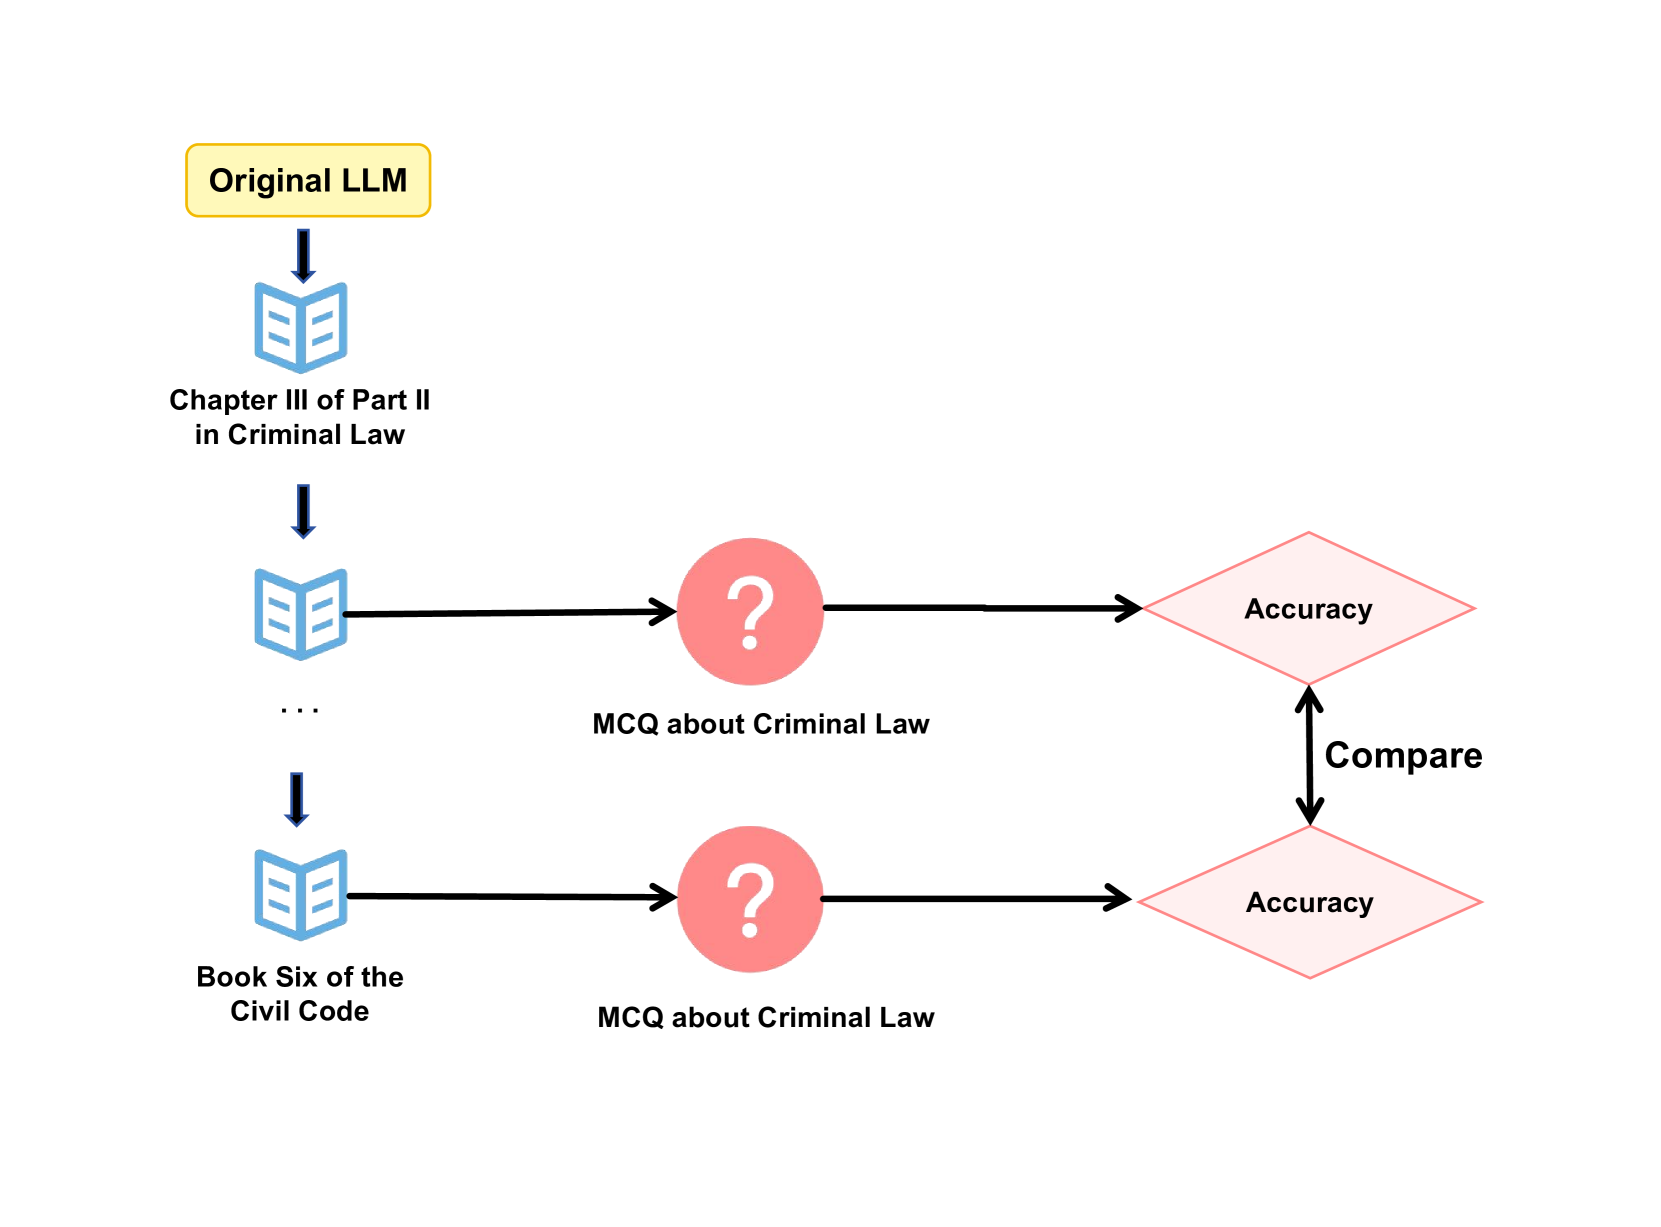 Original LLM
Chapter III of Part II
in Criminal Law
?
Accuracy
...
MCQ about Criminal Law
Compare
?
Accuracy
Book Six of the
Civil Code
MCQ about Criminal Law